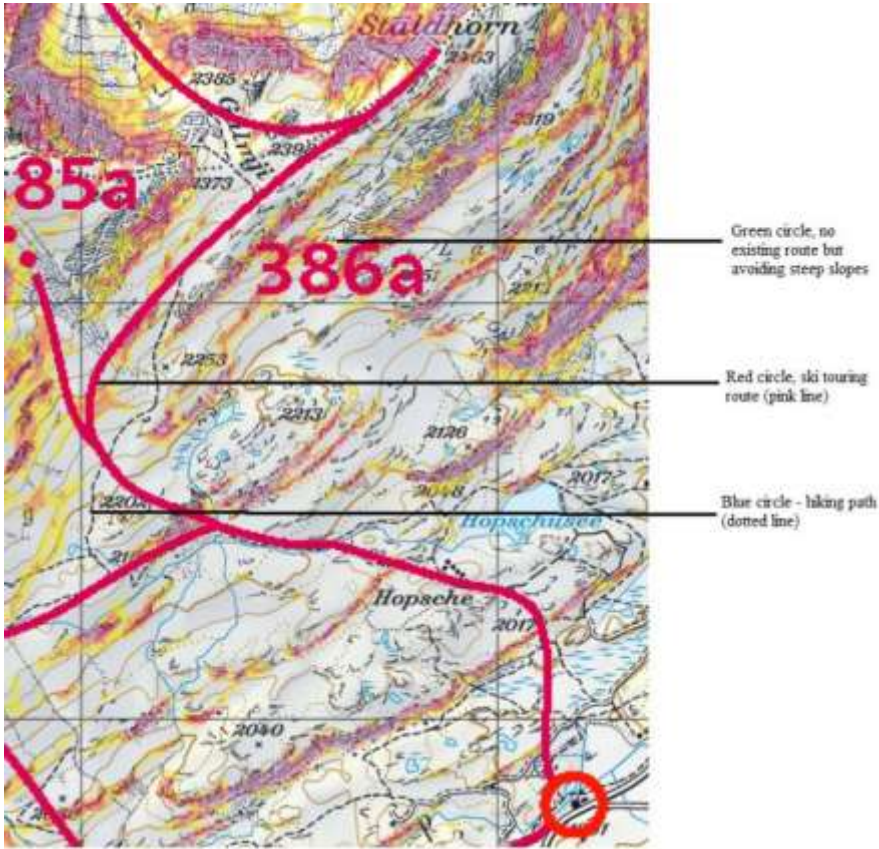 Staldhorn
2463
2385
Galmji
2319
2373
85a
Green circle, no
existing route but
avoiding steep slopes
386a
2253
Red circle, ski touring
route (pink line)
2213
2126
2017
2048
2202
Hopschusee
Blue circle - hiking path
(dotted line)
Hopsche
2017
2040